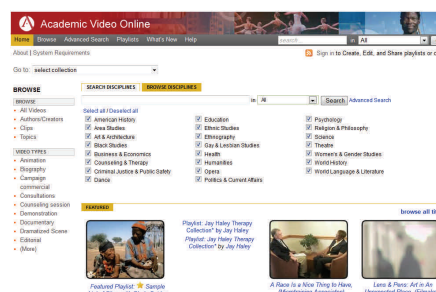 Academic Video Online
Home Browse Advanced Search Playlists What's New Help search... in All
About | System Requirements Sign in to Create, Edit, and Share playlists or
Go to: select collection
BROWSE
BROWSE
All Videos
Authors/Creators
Clips
Topics
VIDEO TYPES
Animation
Biography
Campaign
commercial
Consultations
Counseling session
Demonstration
Documentary
Dramatized Scene
Editorial
(More)
SEARCH DISCIPLINES BROWSE DISCIPLINES
in All Search Advanced Search
Select all / Deselect all
American History
Area Studies
Art & Architecture
Black Studies
Business & Economics
Counseling & Therapy
Criminal Justice & Public Safety
Dance
Education
Ethnic Studies
Ethnography
Gay & Lesbian Studies
Health
Humanities
Opera
Politics & Current Affairs
Psychology
Religion & Philosophy
Science
Theatre
Women's & Gender Studies
World History
World Language & Literature
FEATURED
browse all
Featured Playlist: Sample
Playlist: Jay Haley Therapy
Collection" by Jay Haley
Playlist: Jay Haley Therapy
Collection" by Jay Haley
A Race Is a Nice Thing to Have,
Lens & Pens: Art in An